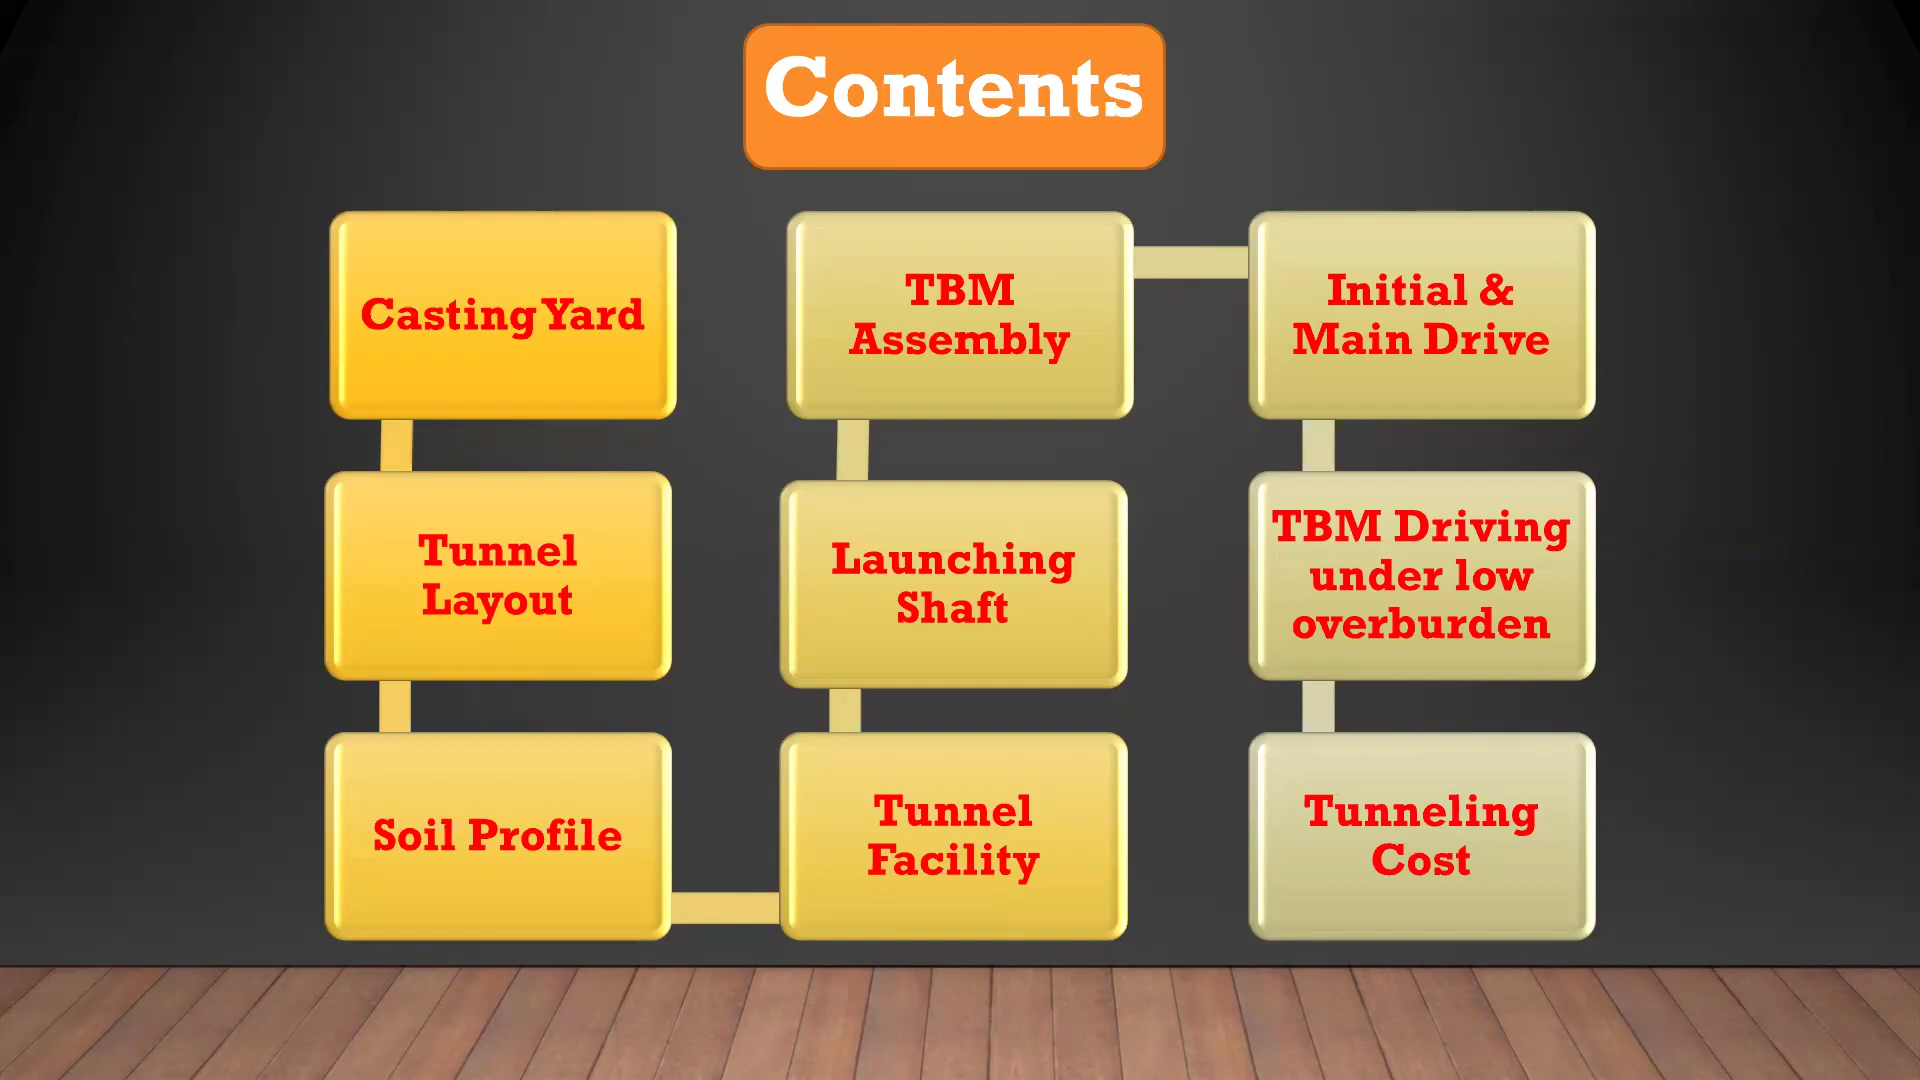 Contents
Casting Yard
Tunnel
Layout
Soil Profile
Tunnel
Facility
Launching
Shaft
TBM
Assembly
Initial &
Main Drive
TBM Driving
under low
overburden
Tunneling
Cost